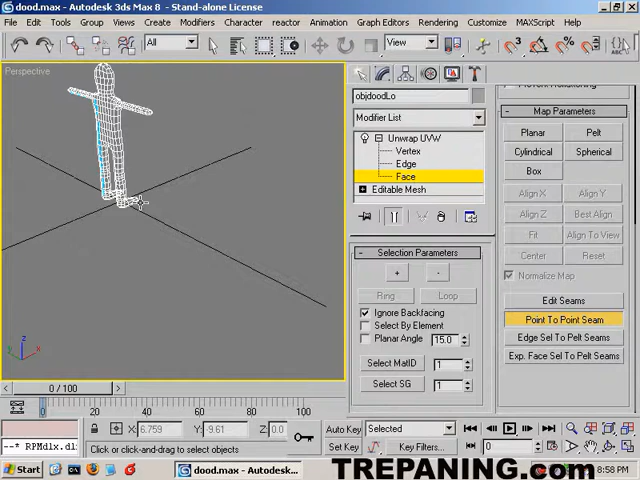 dood.max - Autodesk 3ds Max 8 - Stand-alone License
File Edit Tools Group Views Create Modifiers Character reactor Animation Graph Editors Rendering Customize MAXScript Help
All View
Perspective
objdoodLo
Modifier List
Unwrap UVW
Vertex
Edge
Face
Editable Mesh
Selection Parameters
+ -
Ring Loop
Ignore Backfacing
Select By Element
Planar Angle 15.0
Select MatID 1
Select SG 1
Map Parameters
Planar Pelt
Cylindrical Spherical
Box
Align X Align Y
Align Z Best Align
Fit Align To View
Center Reset
Normalize Map
Edit Seams
Point To Point Seam
Edge Sel To Pelt Seams
Exp. Face Sel To Pelt Seams
z
y x
0 / 100
0 20 40 60 80 100
X: 6.759 Y: -9.61 Z: 0.0
Auto Key Selected
Set Key Key Filters... 0
--* RPMdlx.dl
Click or click-and-drag to select objects
Start dood.max - Autodesk... 8:58 PM
TREPANING.com